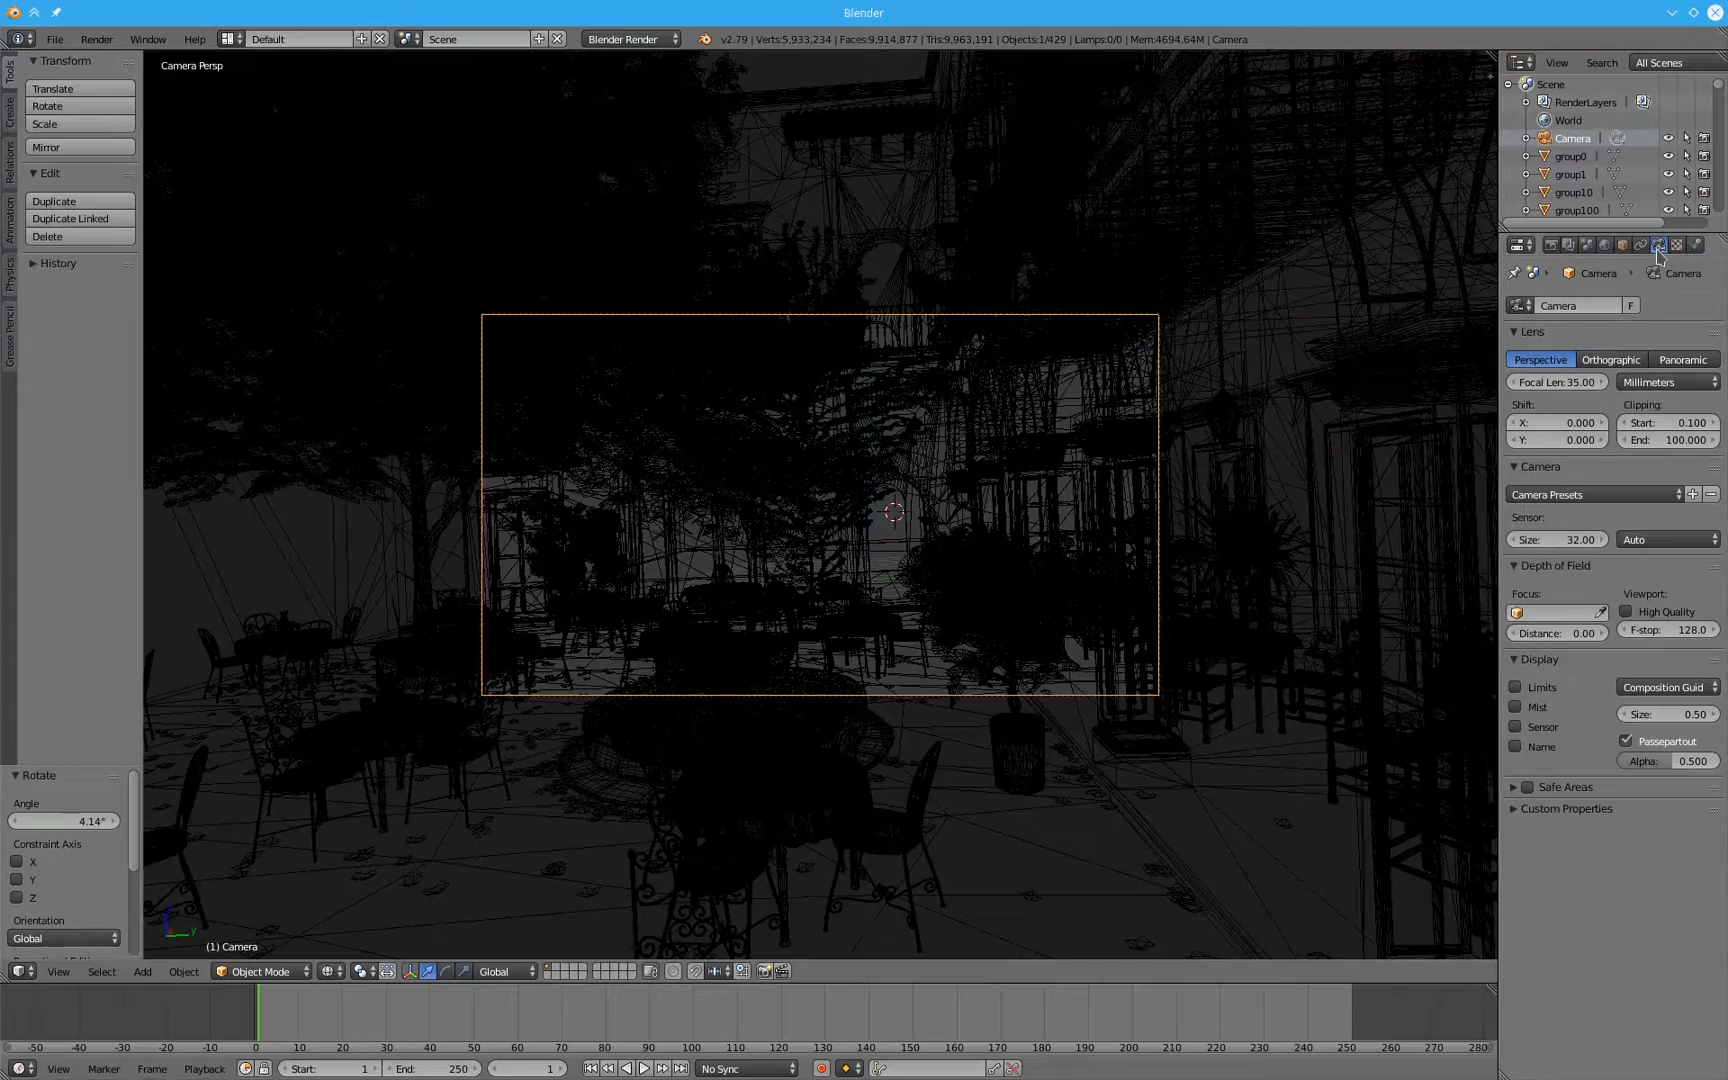 Blender
File Render Window Help Default Scene Blender Render v2.79 | Verts:5,933,234 | Faces:9,914,877 | Tris:9,963,191 | Objects:1/429 | Lamps:0/0 | Mem:4694.64M | Camera
Tools
Create
Relations
Animation
Physics
Grease Pencil
Transform
Translate
Rotate
Scale
Mirror
Edit
Duplicate
Duplicate Linked
Delete
History
Rotate
Angle
4.14°
Constraint Axis
X
Y
Z
Orientation
Global
Camera Persp
(1) Camera
View Select Add Object Object Mode Global
-50 -40 -30 -20 -10 0 10 20 30 40 50 60 70 80 90 100 110 120 130 140 150 160 170 180 190 200 210 220 230 240 250 260 270 280
View Marker Frame Playback Start: 1 End: 250 1 No Sync
View Search All Scenes
Scene
RenderLayers
World
Camera
group0
group1
group10
group100
Camera Camera
Camera F
Lens
Perspective Orthographic Panoramic
Focal Len: 35.00 Millimeters
Shift: Clipping:
X: 0.000 Start: 0.100
Y: 0.000 End: 100.000
Camera
Camera Presets
Sensor:
Size: 32.00 Auto
Depth of Field
Focus: Viewport:
High Quality
Distance: 0.00 F-stop: 128.0
Display
Limits Composition Guid
Mist Size: 0.50
Sensor Passepartout
Name Alpha: 0.500
Safe Areas
Custom Properties